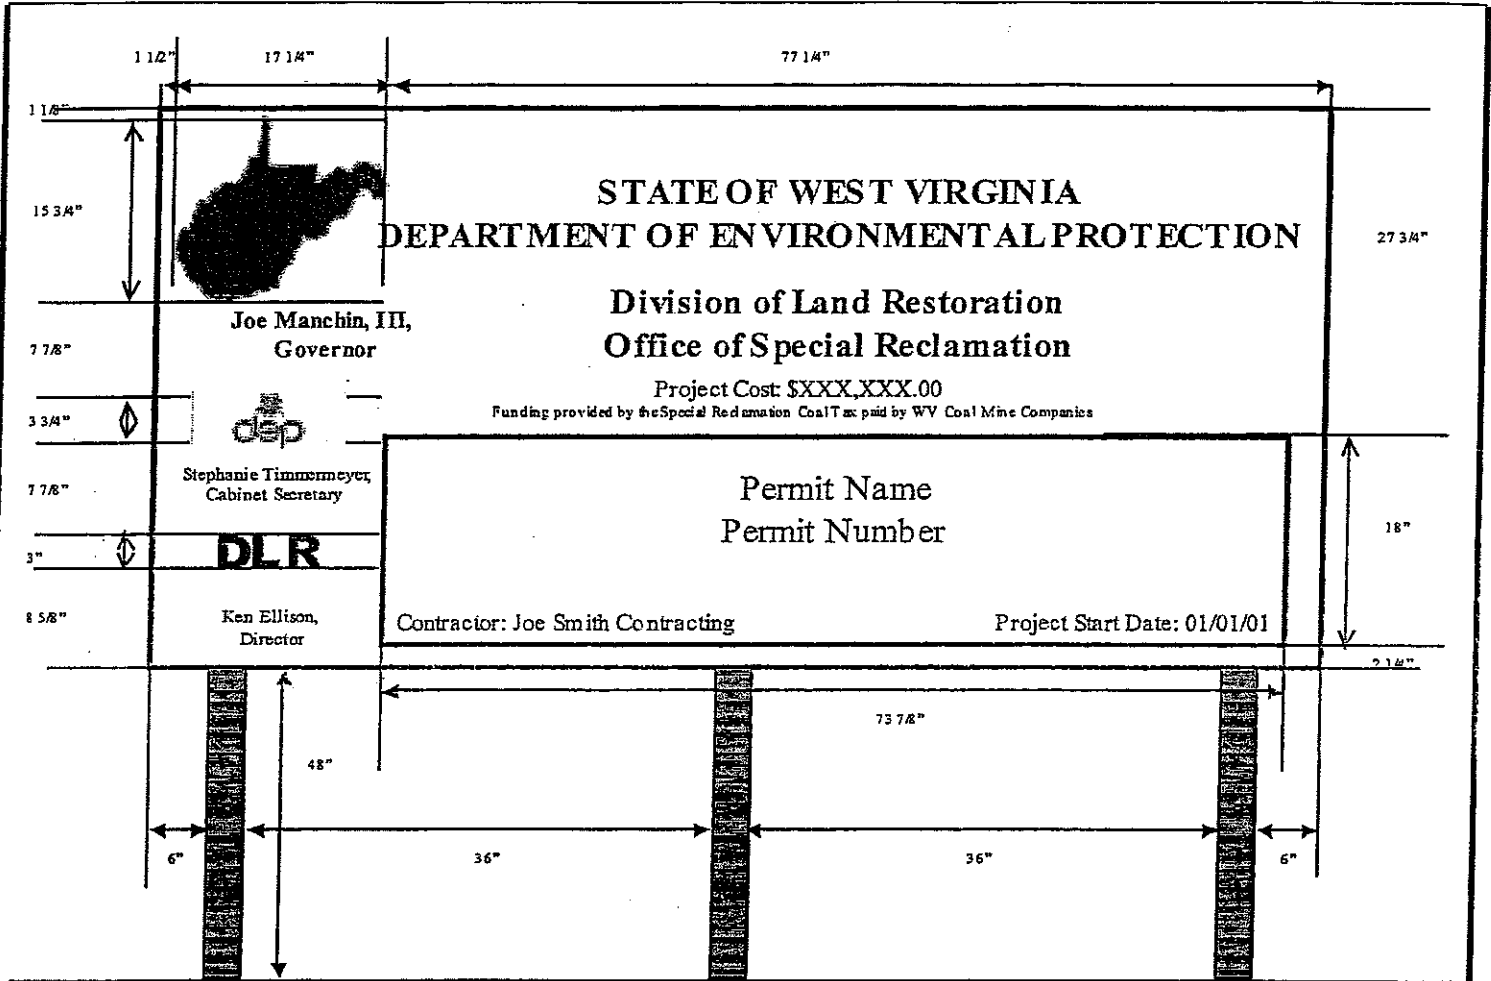 1 1/2"
17 1/4"
77 1/4"
1 1/8"
15 3/4"
STATE OF WEST VIRGINIA
DEPARTMENT OF ENVIRONMENTAL PROTECTION
27 3/4"
Division of Land Restoration
Office of Special Reclamation
Joe Manchin, III,
Governor
7 7/8"
Project Cost: $XXX,XXX.00
Funding provided by the Special Reclamation Coal Tax paid by WV Coal Mine Companies
3 3/4"
dep
Stephanie Timmermeyer,
Cabinet Secretary
7 7/8"
Permit Name
Permit Number
18"
DLR
3"
8 5/8"
Ken Ellison,
Director
Contractor: Joe Smith Contracting
Project Start Date: 01/01/01
2 1/4"
73 7/8"
48"
6"
36"
36"
6"